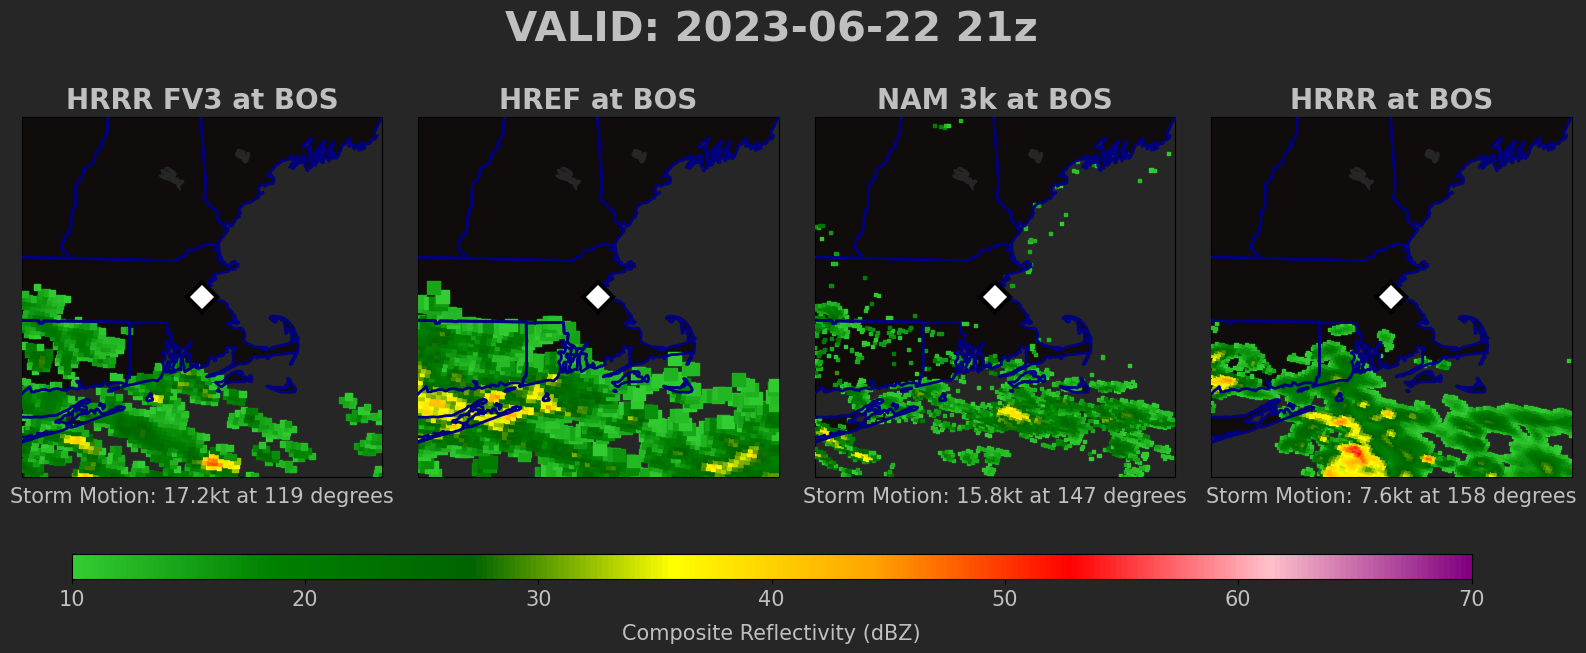 VALID: 2023-06-22 21z
HRRR FV3 at BOS
HREF at BOS
NAM 3k at BOS
HRRR at BOS
Storm Motion: 17.2kt at 119 degrees
Storm Motion: 15.8kt at 147 degrees
Storm Motion: 7.6kt at 158 degrees
10 20 30 40 50 60 70
Composite Reflectivity (dBZ)